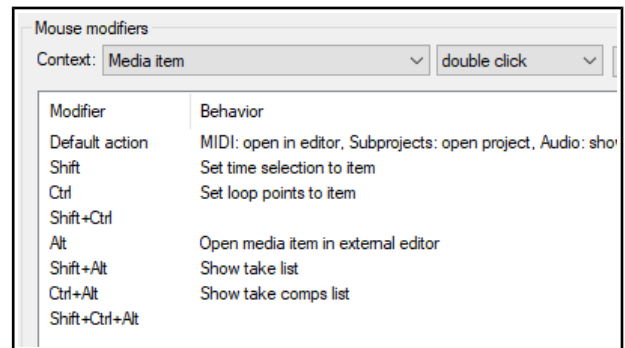 Mouse modifiers
Context: Media item double click
Modifier Behavior
Default action MIDI: open in editor, Subprojects: open project, Audio: sho
Shift Set time selection to item
Ctrl Set loop points to item
Shift+Ctrl
Alt Open media item in external editor
Shift+Alt Show take list
Ctrl+Alt Show take comps list
Shift+Ctrl+Alt